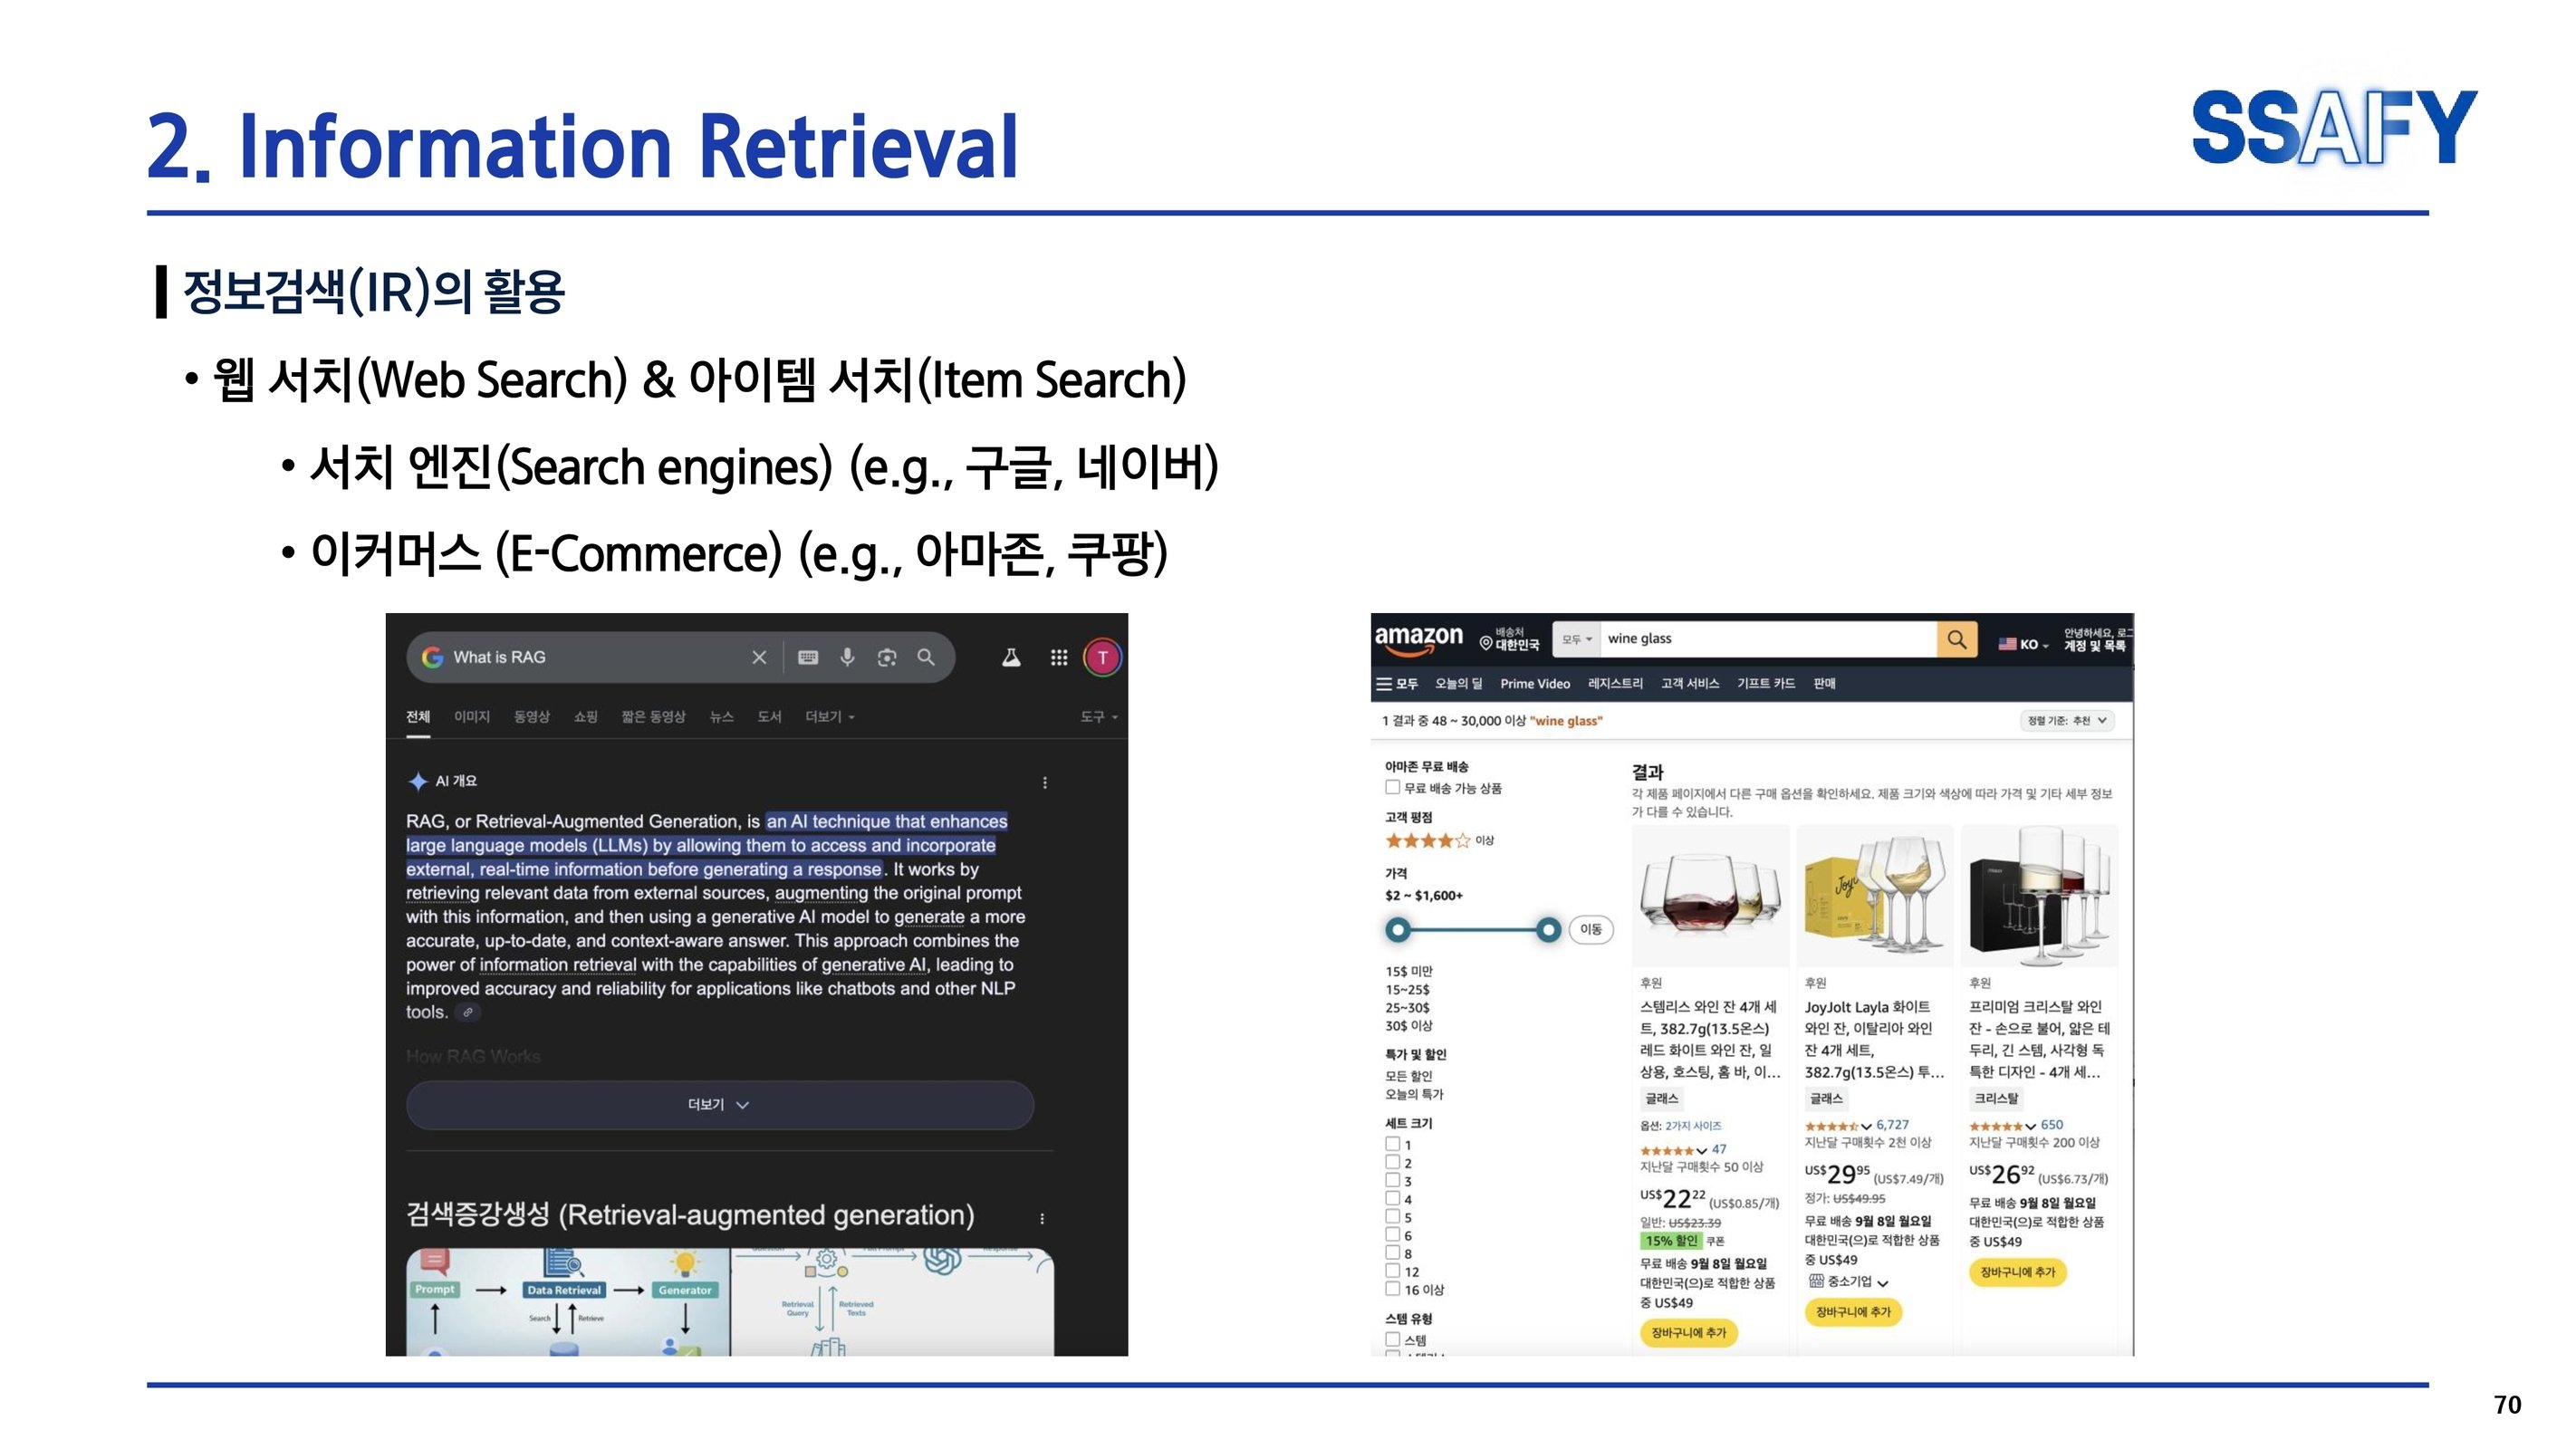 2. Information Retrieval
SSAFY
정보검색(IR)의 활용
• 웹 서치(Web Search) & 아이템 서치(Item Search)
• 서치 엔진(Search engines) (e.g., 구글, 네이버)
• 이커머스 (E-Commerce) (e.g., 아마존, 쿠팡)
What is RAG
T
전체 이미지 동영상 쇼핑 짧은 동영상 뉴스 도서 더보기 도구
AI 개요
RAG, or Retrieval-Augmented Generation, is an AI technique that enhances
large language models (LLMs) by allowing them to access and incorporate
external, real-time information before generating a response. It works by
retrieving relevant data from external sources, augmenting the original prompt
with this information, and then using a generative AI model to generate a more
accurate, up-to-date, and context-aware answer. This approach combines the
power of information retrieval with the capabilities of generative AI, leading to
improved accuracy and reliability for applications like chatbots and other NLP
tools.
How RAG Works
더보기
검색증강생성 (Retrieval-augmented generation)
Prompt Data Retrieval Generator
Search Retrieve
Retrieval Query
Retrieved Texts
amazon 배송처 대한민국 모두 wine glass KO 안녕하세요, 로그
계정 및 목록
모두 오늘의 딜 Prime Video 레지스트리 고객 서비스 기프트 카드 판매
1 결과 중 48 ~ 30,000 이상 "wine glass" 정렬 기준: 추천
아마존 무료 배송
무료 배송 가능 상품
고객 평점
이상
가격
$2 ~ $1,600+
이동
15$ 미만
15~25$
25~30$
30$ 이상
특가 및 할인
모든 할인
오늘의 특가
세트 크기
1
2
3
4
5
6
8
12
16 이상
스템 유형
스템
결과
각 제품 페이지에서 다른 구매 옵션을 확인하세요. 제품 크기와 색상에 따라 가격 및 기타 세부 정보
가 다를 수 있습니다.
후원
스템리스 와인 잔 4개 세
트, 382.7g(13.5온스)
레드 화이트 와인 잔, 일
상용, 호스팅, 홈 바, 이...
글래스
옵션: 2가지 사이즈
47
지난달 구매횟수 50 이상
US$2222 (US$0.85/개)
일반: US$23.39
15% 할인 쿠폰
무료 배송 9월 8일 월요일
대한민국(으)로 적합한 상품
중 US$49
장바구니에 추가
후원
JoyJolt Layla 화이트
와인 잔, 이탈리아 와인
잔 4개 세트,
382.7g(13.5온스) 투...
글래스
6,727
지난달 구매횟수 2천 이상
US$2995 (US$7.49/개)
정가: US$49.95
무료 배송 9월 8일 월요일
대한민국(으)로 적합한 상품
중 US$49
중소기업
장바구니에 추가
후원
프리미엄 크리스탈 와인
잔 - 손으로 불어, 얇은 테
두리, 긴 스템, 사각형 독
특한 디자인 - 4개 세...
크리스탈
650
지난달 구매횟수 200 이상
US$2692 (US$6.73/개)
무료 배송 9월 8일 월요일
대한민국(으)로 적합한 상품
중 US$49
장바구니에 추가
70